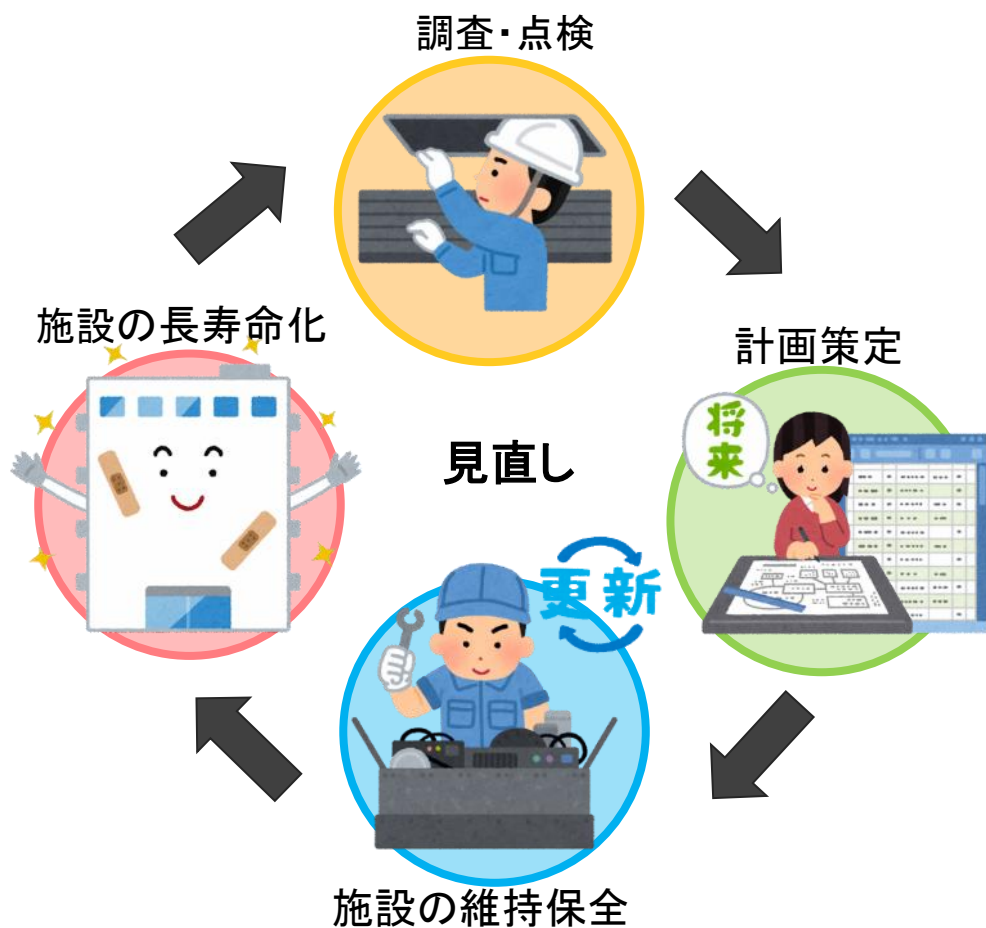 調査・点検
施設の長寿命化
計画策定
将来
見直し
更新
施設の維持保全